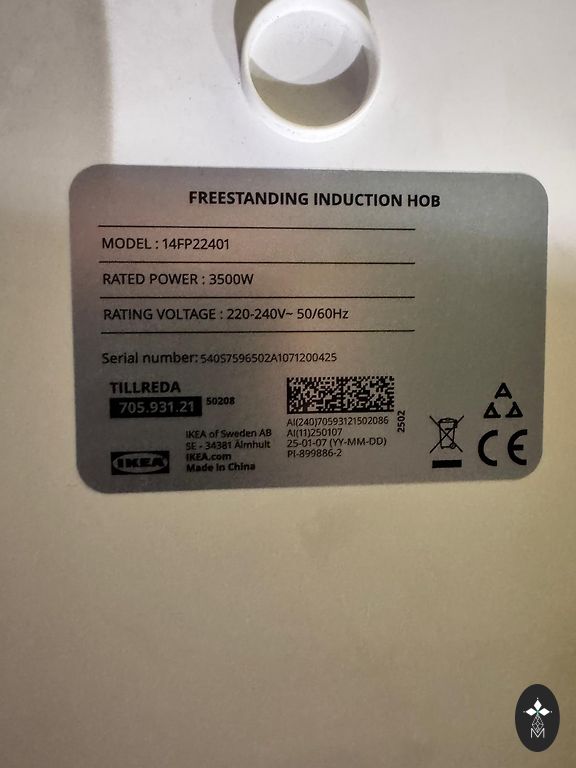 FREESTANDING INDUCTION HOB
MODEL : 14FP22401
RATED POWER : 3500W
RATING VOLTAGE : 220-240V~ 50/60Hz
Serial number: 540S7596502A1071200425
TILLREDA
705.931.21 50208
AI(240)70593121502086
AI(11)250107
25-01-07 (YY-MM-DD)
PI-899886-2
2502
IKEA of Sweden AB
SE - 34381 Älmhult
IKEA.com
Made in China
IKEA
CE
M